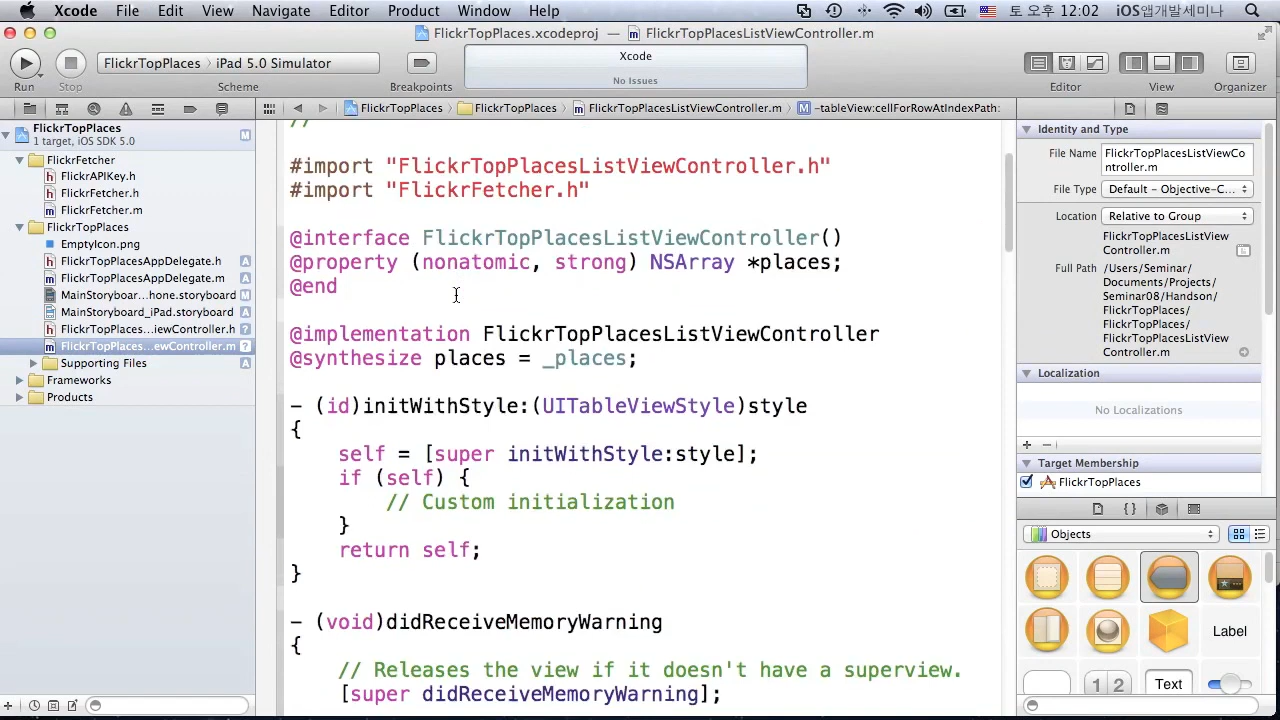 Xcode File Edit View Navigate Editor Product Window Help 토 오후 12:02 iOS앱개발세미나
FlickrTopPlaces.xcodeproj — FlickrTopPlacesListViewController.m
FlickrTopPlaces iPad 5.0 Simulator
Xcode
No Issues
Run Stop Scheme Breakpoints Editor View Organizer
FlickrTopPlaces FlickrTopPlaces FlickrTopPlacesListViewController.m M -tableView:cellForRowAtIndexPath:
FlickrTopPlaces M
1 target, iOS SDK 5.0
FlickrFetcher
h FlickrAPIKey.h
h FlickrFetcher.h
m FlickrFetcher.m
FlickrTopPlaces
EmptyIcon.png
h FlickrTopPlacesAppDelegate.h A
m FlickrTopPlacesAppDelegate.m A
MainStoryboar...hone.storyboard M
MainStoryboard_iPad.storyboard
h FlickrTopPlaces...iewController.h ?
m FlickrTopPlaces...ewController.m ?
Supporting Files A
Frameworks
Products
//
#import "FlickrTopPlacesListViewController.h"
#import "FlickrFetcher.h"
@interface FlickrTopPlacesListViewController()
@property (nonatomic, strong) NSArray *places;
@end
@implementation FlickrTopPlacesListViewController
@synthesize places = _places;
- (id)initWithStyle:(UITableViewStyle)style
{
self = [super initWithStyle:style];
if (self) {
// Custom initialization
}
return self;
}
- (void)didReceiveMemoryWarning
{
// Releases the view if it doesn't have a superview.
[super didReceiveMemoryWarning];
Identity and Type
File Name FlickrTopPlacesListViewCo
ntroller.m
File Type Default - Objective-C...
Location Relative to Group
FlickrTopPlacesListView
Controller.m
Full Path /Users/Seminar/
Documents/Projects/
Seminar08/Handson/
FlickrTopPlaces/
FlickrTopPlaces/
FlickrTopPlacesListView
Controller.m
Localization
No Localizations
Target Membership
FlickrTopPlaces
Objects
Label
1 2 Text